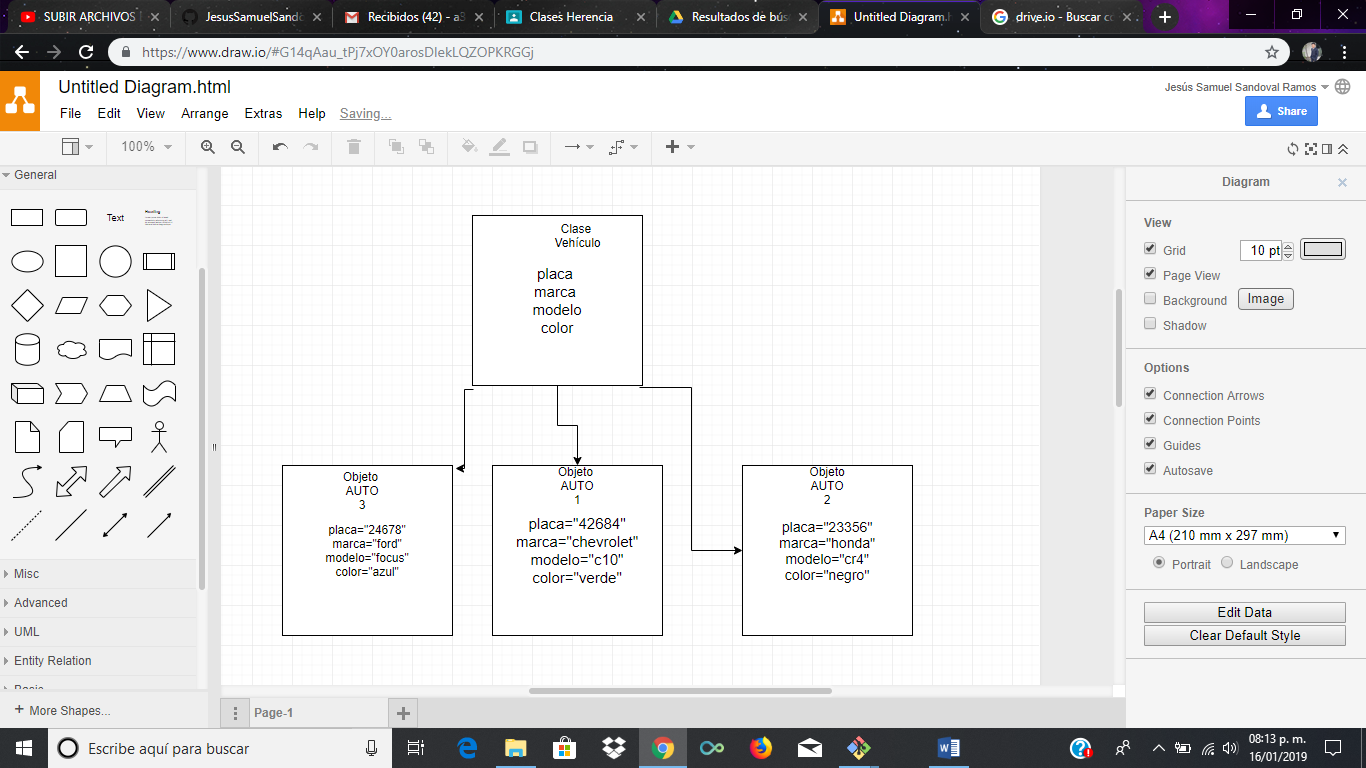 SUBIR ARCHIVOS
JesusSamuelSand
Recibidos (42) - a3
Clases Herencia
Resultados de bús
Untitled Diagram.h
drive.io - Buscar c
https://www.draw.io/#G14qAau_tPj7xOY0arosDIekLQZOPKRGGj
Untitled Diagram.html
Jesús Samuel Sandoval Ramos
File Edit View Arrange Extras Help Saving...
Share
100%
General
Text
Heading
Misc
Advanced
UML
Entity Relation
Basic
+ More Shapes...
Clase
Vehículo
placa
marca
modelo
color
Objeto
AUTO
3
placa="24678"
marca="ford"
modelo="focus"
color="azul"
Objeto
AUTO
1
placa="42684"
marca="chevrolet"
modelo="c10"
color="verde"
Objeto
AUTO
2
placa="23356"
marca="honda"
modelo="cr4"
color="negro"
Page-1
Diagram
View
Grid
10 pt
Page View
Background
Image
Shadow
Options
Connection Arrows
Connection Points
Guides
Autosave
Paper Size
A4 (210 mm x 297 mm)
Portrait
Landscape
Edit Data
Clear Default Style
Escribe aquí para buscar
08:13 p. m.
16/01/2019